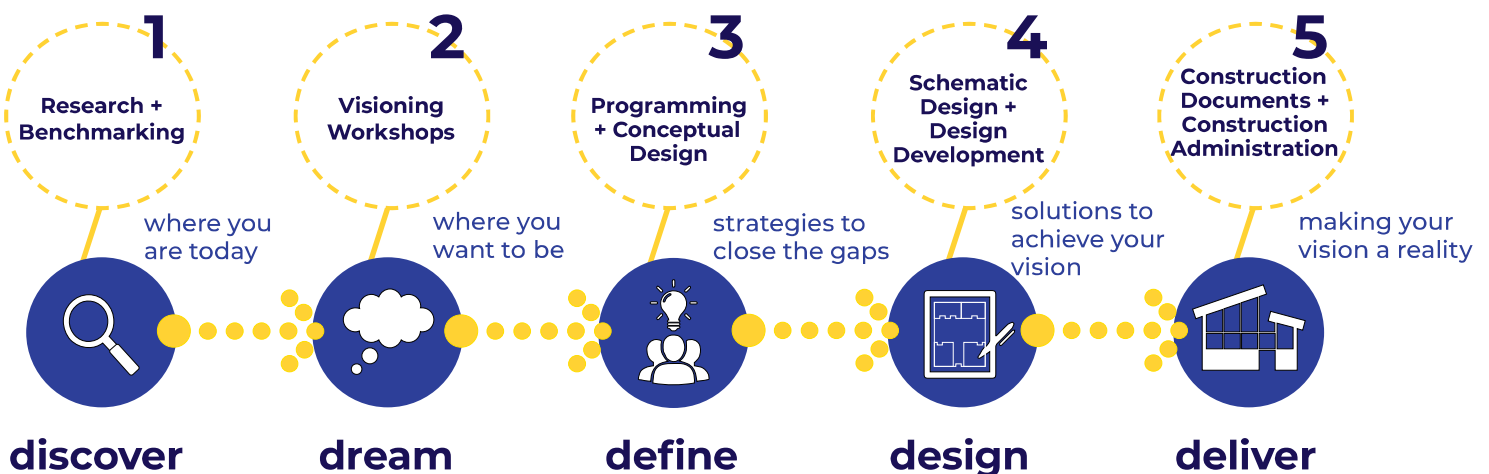 1
Research +
Benchmarking
where you
are today
discover
2
Visioning
Workshops
where you
want to be
dream
3
Programming
+ Conceptual
Design
strategies to
close the gaps
define
4
Schematic
Design +
Design
Development
solutions to
achieve your
vision
design
5
Construction
Documents +
Construction
Administration
making your
vision a reality
deliver